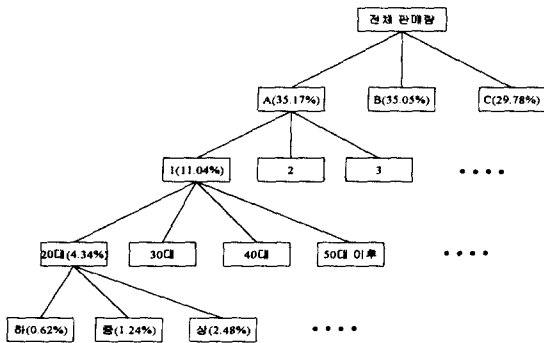 전체 판매량
A(35.17%) B(35.05%) C(29.78%)
1(11.04%) 2 3 ....
20대(4.34%) 30대 40대 50대 이후 ....
하(0.62%) 중(1.24%) 상(2.48%) ....